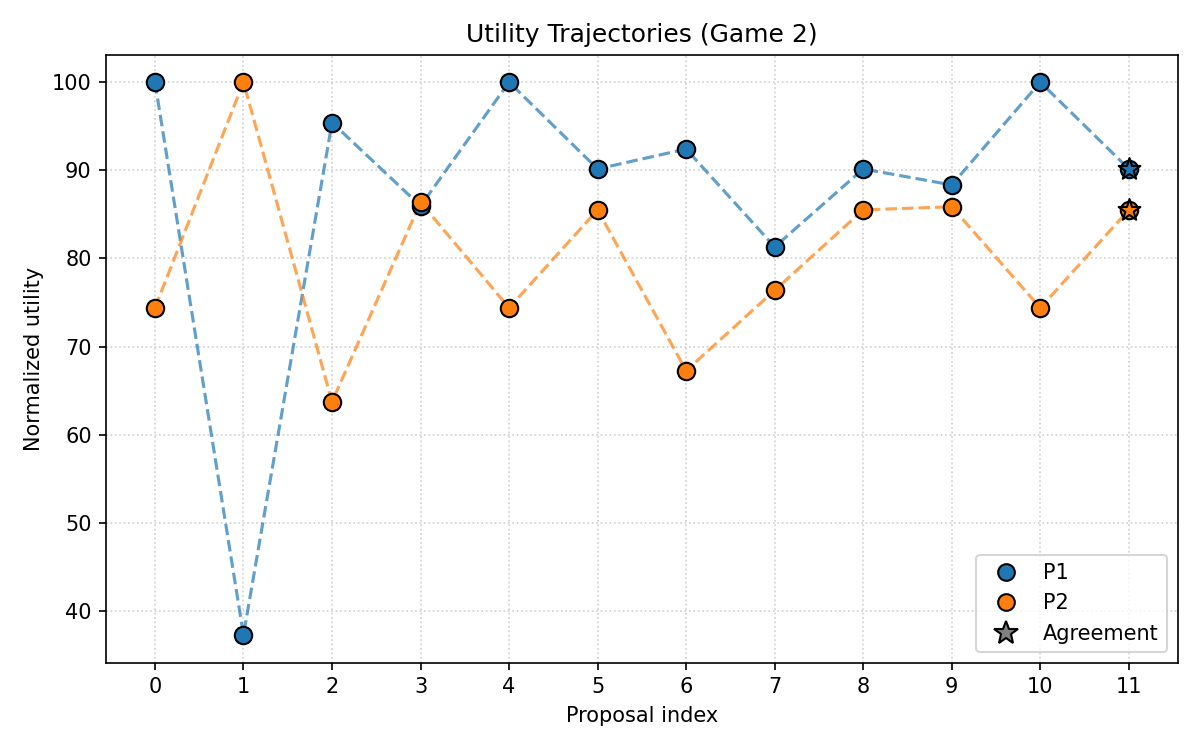 Utility Trajectories (Game 2)
Normalized utility
100
90
80
70
60
50
40
0 1 2 3 4 5 6 7 8 9 10 11
Proposal index
P1
P2
Agreement